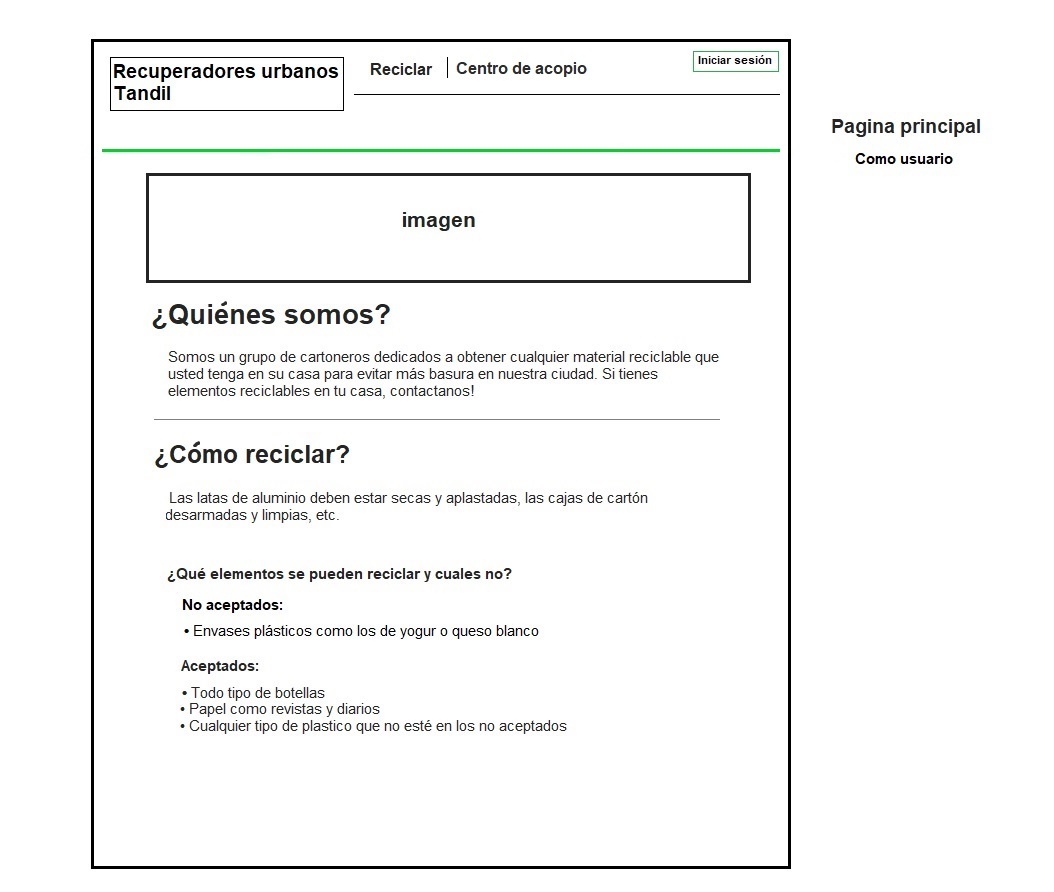 Recuperadores urbanos
Tandil
Reciclar
Centro de acopio
Iniciar sesión
Pagina principal
Como usuario
imagen
¿Quiénes somos?
Somos un grupo de cartoneros dedicados a obtener cualquier material reciclable que
usted tenga en su casa para evitar más basura en nuestra ciudad. Si tienes
elementos reciclables en tu casa, contactanos!
¿Cómo reciclar?
Las latas de aluminio deben estar secas y aplastadas, las cajas de cartón
desarmadas y limpias, etc.
¿Qué elementos se pueden reciclar y cuales no?
No aceptados:
• Envases plásticos como los de yogur o queso blanco
Aceptados:
• Todo tipo de botellas
• Papel como revistas y diarios
• Cualquier tipo de plastico que no esté en los no aceptados